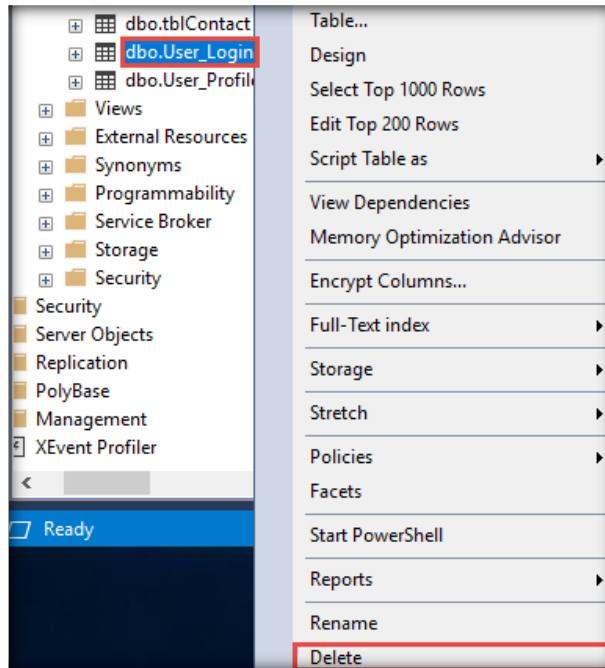 dbo.tblContact
dbo.User_Login
dbo.User_Profile
Views
External Resources
Synonyms
Programmability
Service Broker
Storage
Security
Security
Server Objects
Replication
PolyBase
Management
XEvent Profiler
Ready
Table...
Design
Select Top 1000 Rows
Edit Top 200 Rows
Script Table as
View Dependencies
Memory Optimization Advisor
Encrypt Columns...
Full-Text index
Storage
Stretch
Policies
Facets
Start PowerShell
Reports
Rename
Delete